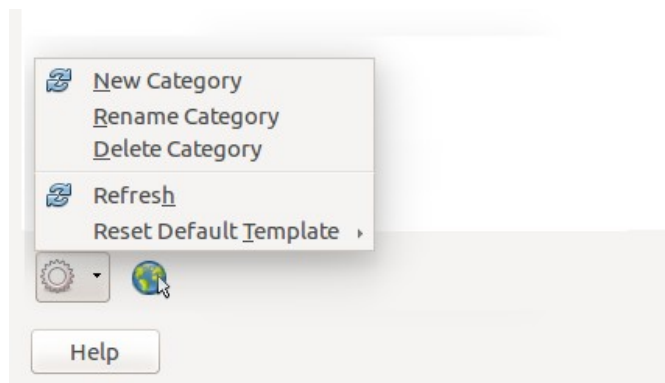 New Category
Rename Category
Delete Category
Refresh
Reset Default Template
Help